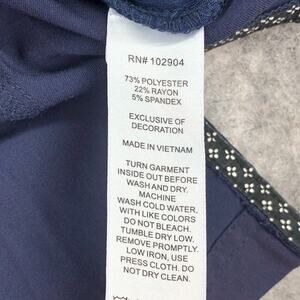 RN# 102904
73% POLYESTER
22% RAYON
5% SPANDEX
EXCLUSIVE OF
DECORATION
MADE IN VIETNAM
TURN GARMENT
INSIDE OUT BEFORE
WASH AND DRY.
MACHINE
WASH COLD WATER,
WITH LIKE COLORS
DO NOT BLEACH.
TUMBLE DRY LOW.
REMOVE PROMPTLY.
LOW IRON, USE
PRESS CLOTH. DO
NOT DRY CLEAN.